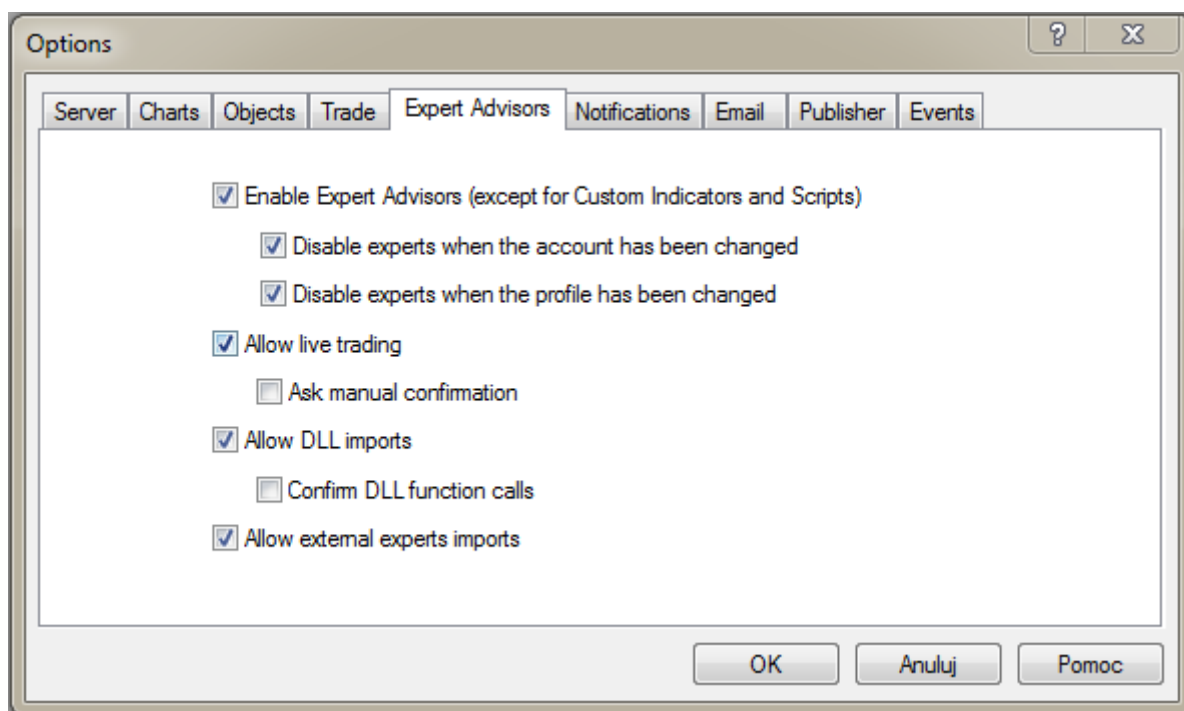 Options
Server Charts Objects Trade Expert Advisors Notifications Email Publisher Events
Enable Expert Advisors (except for Custom Indicators and Scripts)
Disable experts when the account has been changed
Disable experts when the profile has been changed
Allow live trading
Ask manual confirmation
Allow DLL imports
Confirm DLL function calls
Allow external experts imports
OK Anuluj Pomoc